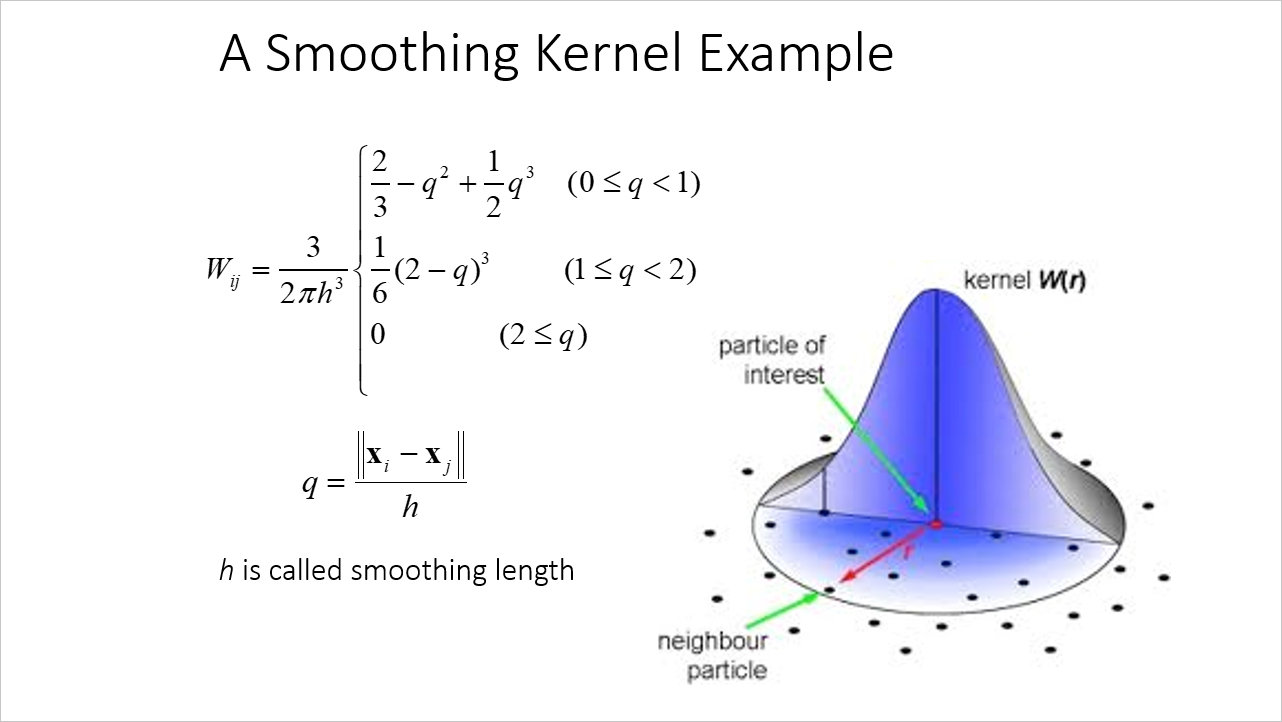 A Smoothing Kernel Example
W_{ij} = \frac{3}{2\pi h^3} \begin{cases} \frac{2}{3} - q^2 + \frac{1}{2} q^3 & (0 \le q < 1) \\ \frac{1}{6} (2 - q)^3 & (1 \le q < 2) \\ 0 & (2 \le q) \end{cases}
q = \frac{\|\mathbf{x}_i - \mathbf{x}_j\|}{h}
h is called smoothing length
kernel W(r)
particle of
interest
r
neighbour
particle